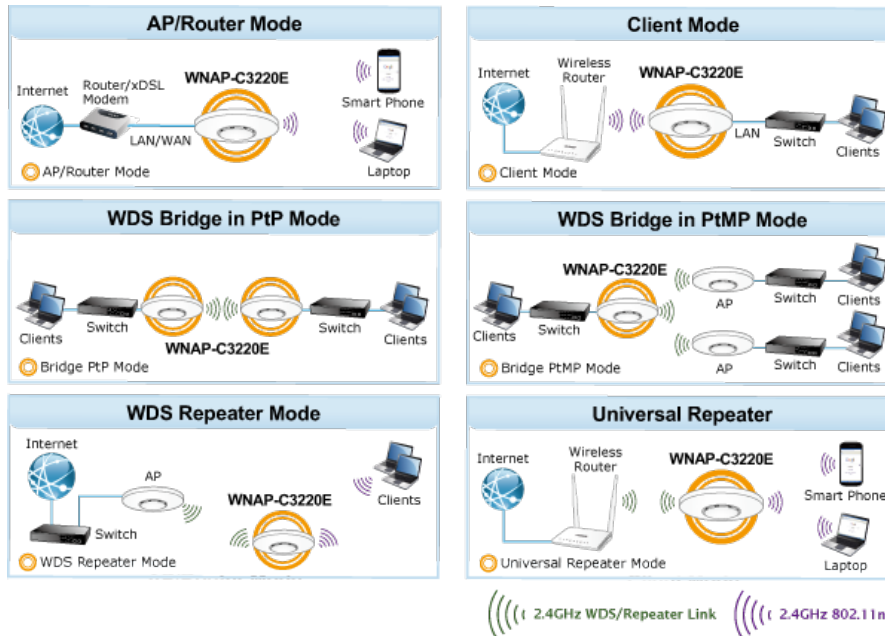 AP/Router Mode
WNAP-C3220E
Internet
Router/xDSL
Modem
LAN/WAN
Smart Phone
Laptop
AP/Router Mode
Client Mode
Wireless
Router
Internet
WNAP-C3220E
LAN
Switch
Clients
Client Mode
WDS Bridge in PtP Mode
Clients
Switch
WNAP-C3220E
Switch
Clients
Bridge PtP Mode
WDS Bridge in PtMP Mode
WNAP-C3220E
Clients
Switch
AP
Switch
Clients
AP
Switch
Clients
Bridge PtMP Mode
WDS Repeater Mode
Internet
AP
Switch
WNAP-C3220E
Clients
WDS Repeater Mode
Universal Repeater
Wireless
Router
Internet
WNAP-C3220E
Smart Phone
Laptop
Universal Repeater Mode
2.4GHz WDS/Repeater Link
2.4GHz 802.11n